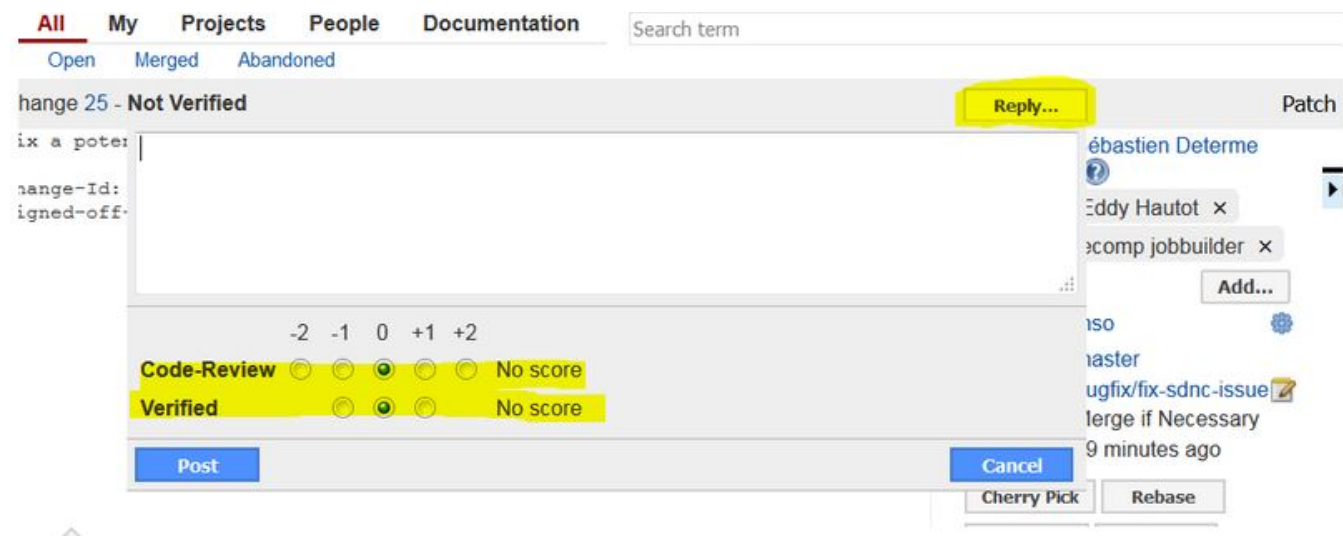 All My Projects People Documentation Search term
Open Merged Abandoned
hange 25 - Not Verified Reply... Patch
ix a poter
ébastien Determe
hange-Id:
igned-off-
Eddy Hautot ×
ecomp jobbuilder ×
Add...
nso
naster
ugfix/fix-sdnc-issue
Merge if Necessary
9 minutes ago
-2 -1 0 +1 +2
Code-Review No score
Verified No score
Post Cancel
Cherry Pick Rebase